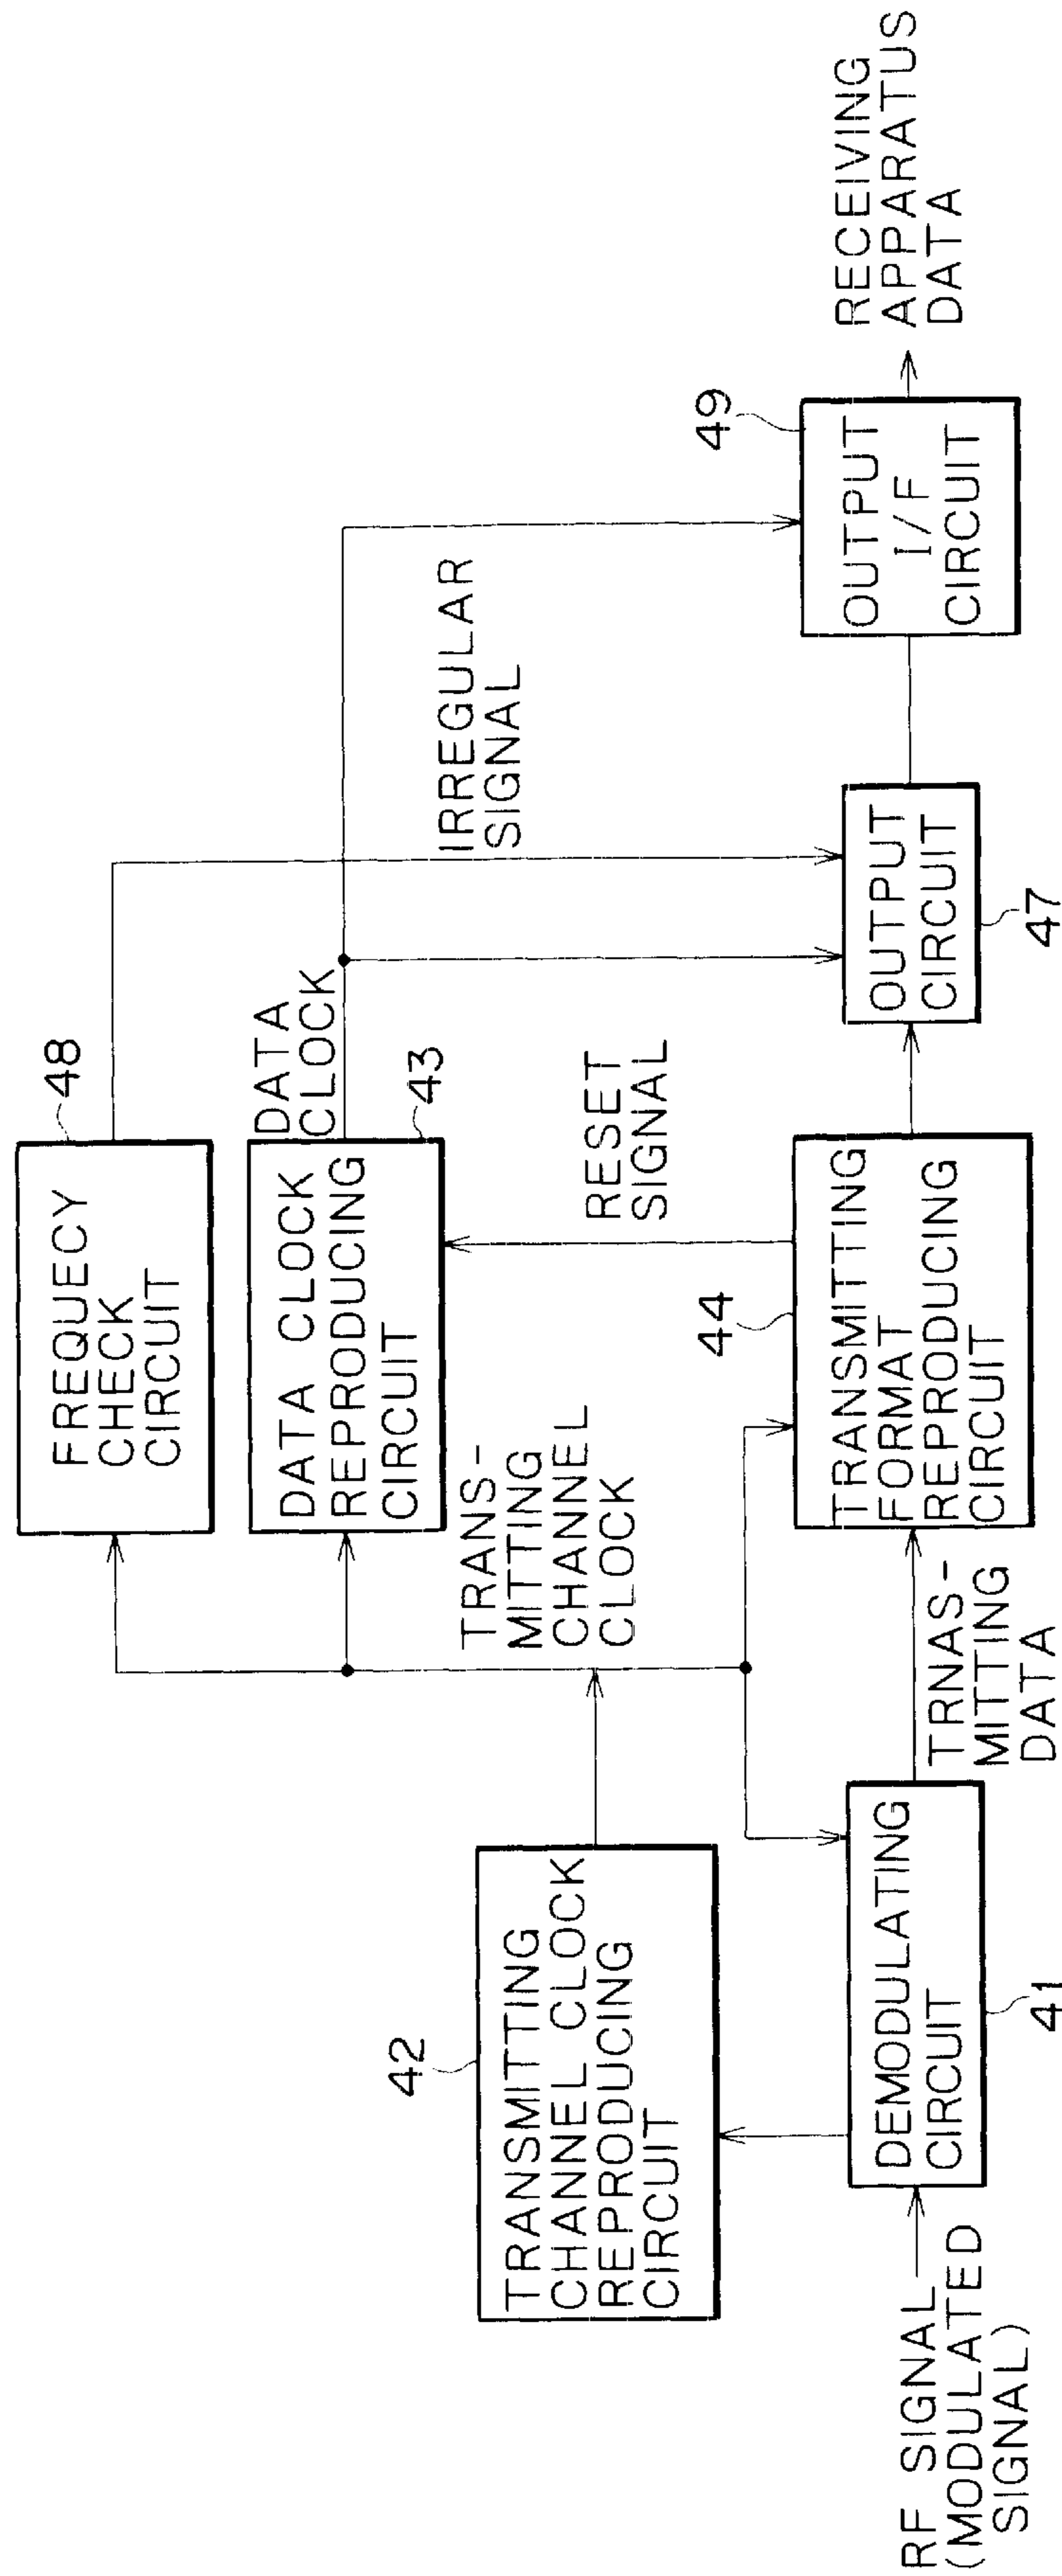 FREQUECY
CHECK
CIRCUIT
48
DATA CLOCK
REPRODUCING
CIRCUIT
43
DATA
CLOCK
IRREGULAR
SIGNAL
TRANSMITTING
CHANNEL CLOCK
REPRODUCING
CIRCUIT
42
TRANS-
MITTING
CHANNEL
CLOCK
RESET
SIGNAL
RF SIGNAL
(MODULATED
SIGNAL)
DEMODULATING
CIRCUIT
41
TRNAS-
MITTING
DATA
TRANSMITTING
FORMAT
REPRODUCING
CIRCUIT
44
OUTPUT
CIRCUIT
47
OUTPUT
I/F
CIRCUIT
49
RECEIVING
APPARATUS
DATA